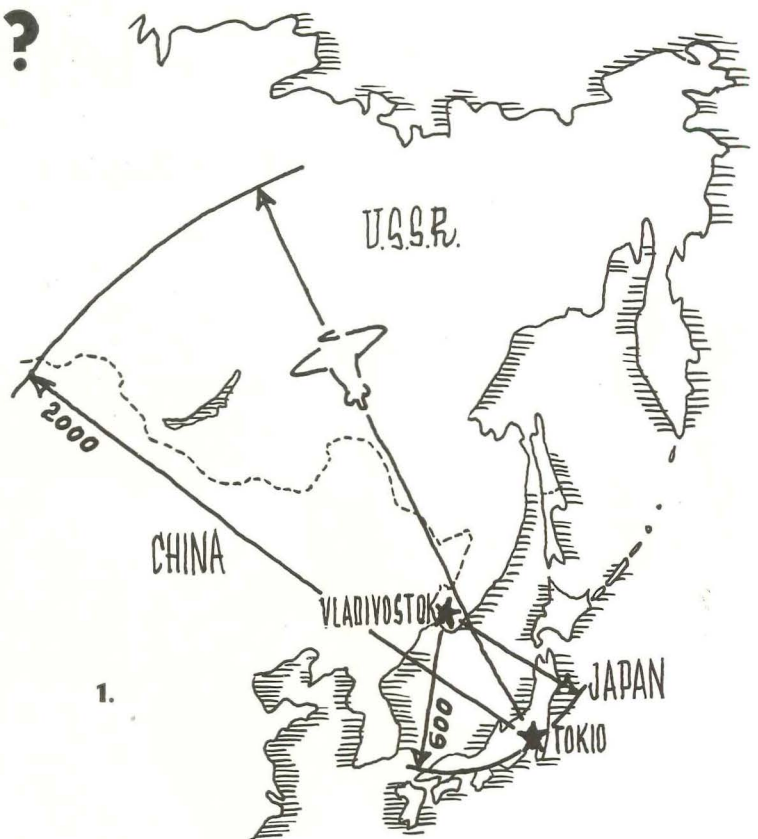 ?
U.S.S.R.
2000
CHINA
VLADIVOSTOK
JAPAN
1.
600
TOKIO